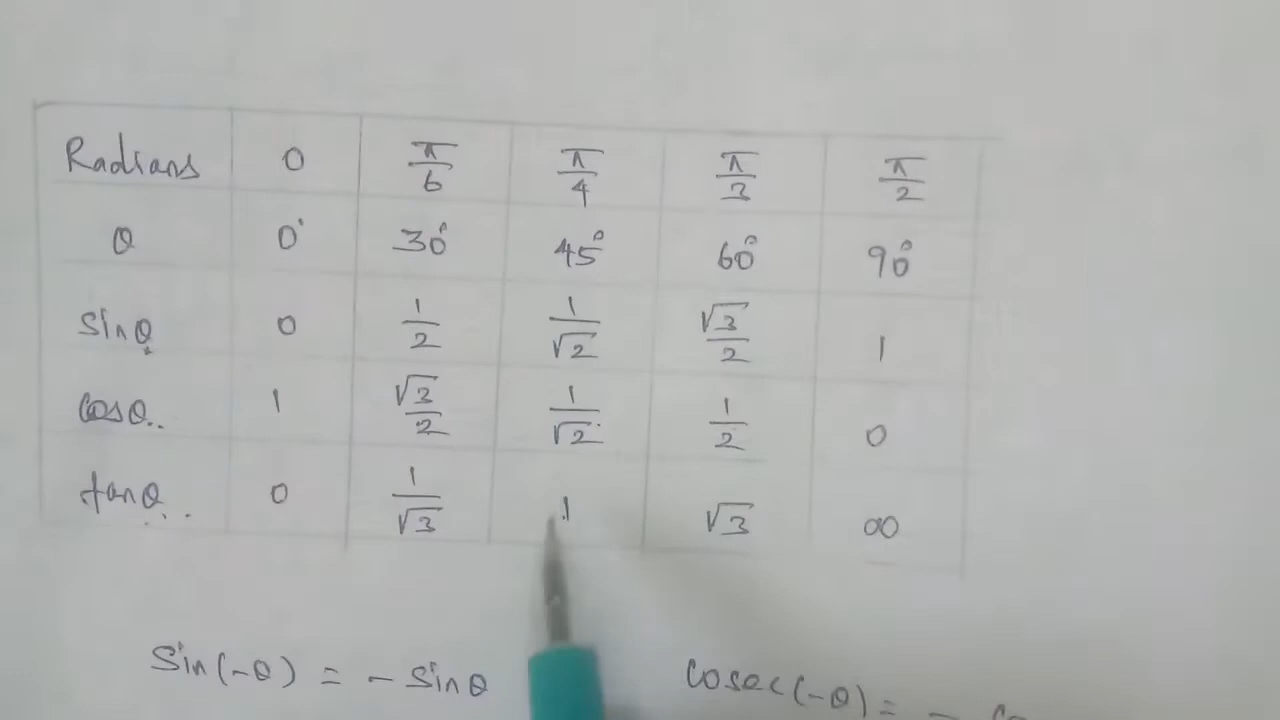 Radians 0 π/6 π/4 π/3 π/2
θ 0° 30° 45° 60° 90°
sinθ 0 1/2 1/√2 √3/2 1
cosθ 1 √3/2 1/√2 1/2 0
tanθ 0 1/√3 1 √3 ∞
Sin(-θ) = - sinθ cosec(-θ) = -